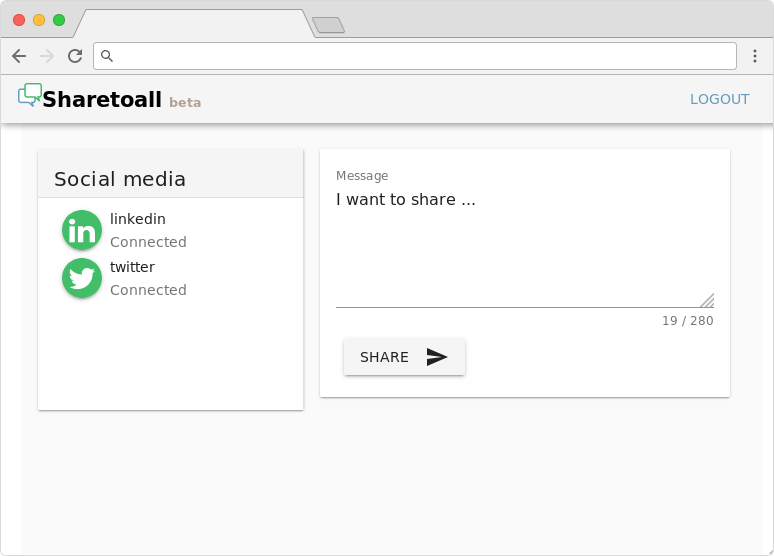 Sharetoall beta
LOGOUT
Social media
linkedin
Connected
twitter
Connected
Message
I want to share ...
19 / 280
SHARE